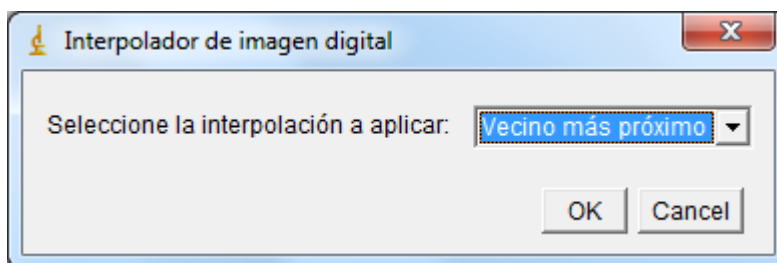 Interpolador de imagen digital
Seleccione la interpolación a aplicar: Vecino más próximo
OK Cancel